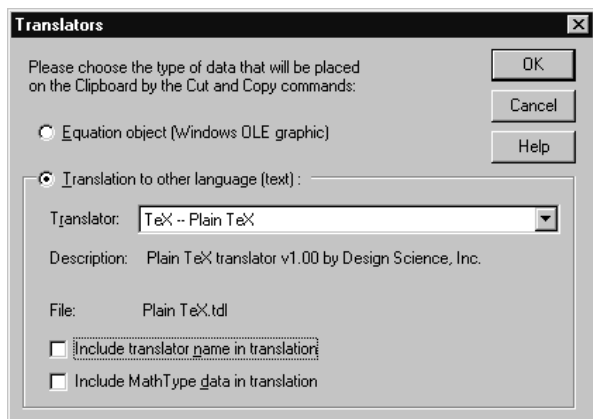 Translators
Please choose the type of data that will be placed
on the Clipboard by the Cut and Copy commands:
OK
Cancel
Help
Equation object (Windows OLE graphic)
Translation to other language (text) :
Translator: TeX -- Plain TeX
Description: Plain TeX translator v1.00 by Design Science, Inc.
File: Plain TeX.tdl
Include translator name in translation
Include MathType data in translation